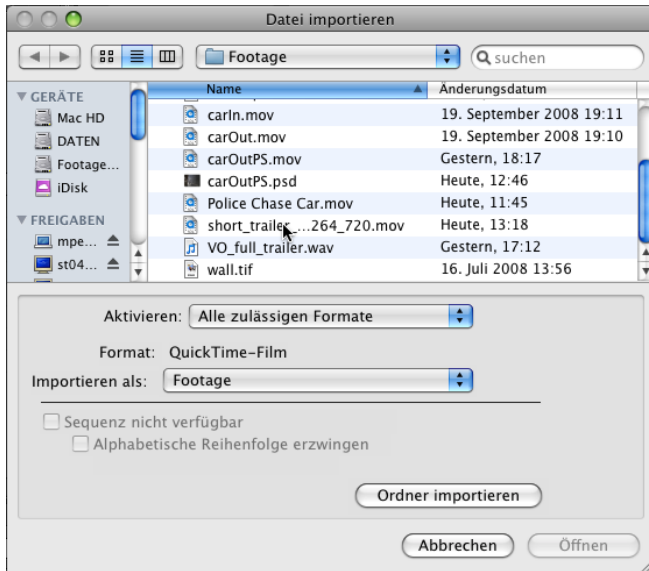 Datei importieren
Footage
suchen
Name Änderungsdatum
GERÄTE
Mac HD
DATEN
Footage...
iDisk
FREIGABEN
mpe...
st04...
carIn.mov 19. September 2008 19:11
carOut.mov 19. September 2008 19:10
carOutPS.mov Gestern, 18:17
carOutPS.psd Heute, 12:46
Police Chase Car.mov Heute, 11:45
short_trailer_...264_720.mov Heute, 13:18
VO_full_trailer.wav Gestern, 17:12
wall.tif 16. Juli 2008 13:56
Aktivieren: Alle zulässigen Formate
Format: QuickTime-Film
Importieren als: Footage
Sequenz nicht verfügbar
Alphabetische Reihenfolge erzwingen
Ordner importieren
Abbrechen Öffnen